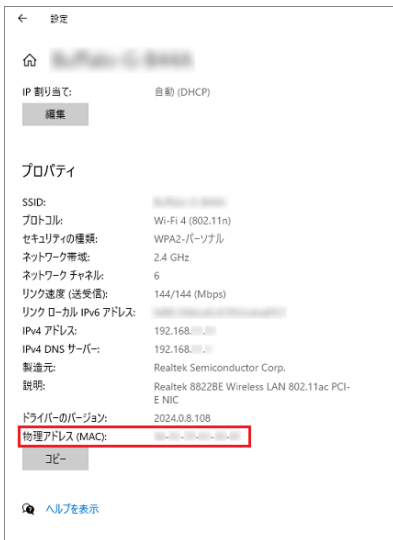 ← 設定
IP 割り当て: 自動 (DHCP)
編集
プロパティ
SSID:
プロトコル: Wi-Fi 4 (802.11n)
セキュリティの種類: WPA2-パーソナル
ネットワーク帯域: 2.4 GHz
ネットワーク チャネル: 6
リンク速度 (送受信): 144/144 (Mbps)
リンク ローカル IPv6 アドレス:
IPv4 アドレス: 192.168.
IPv4 DNS サーバー: 192.168.
製造元: Realtek Semiconductor Corp.
説明: Realtek 8822BE Wireless LAN 802.11ac PCI-
E NIC
ドライバーのバージョン: 2024.0.8.108
物理アドレス (MAC):
コピー
ヘルプを表示